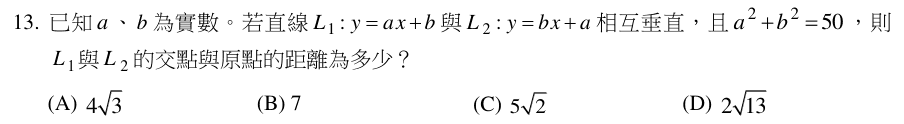 13. 已知 a、b 為實數。若直線 L₁ : y = ax + b 與 L₂ : y = bx + a 相互垂直，且 a² + b² = 50，則
L₁ 與 L₂ 的交點與原點的距離為多少？
(A) 4√3 (B) 7 (C) 5√2 (D) 2√13